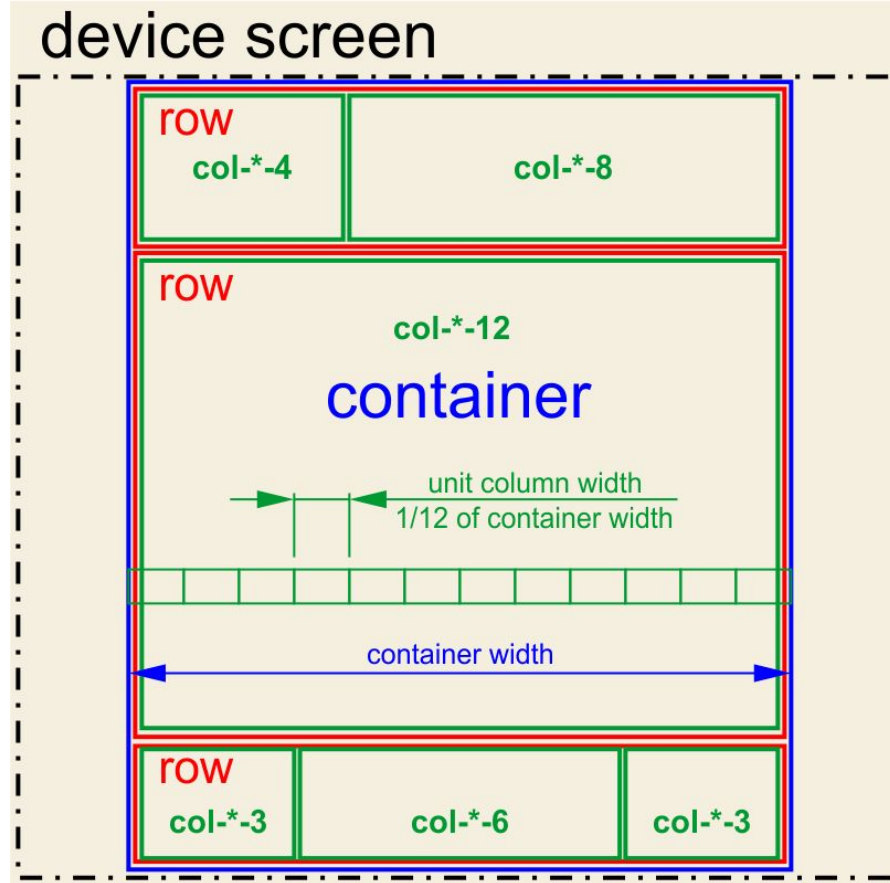 device screen
row
col-*-4
col-*-8
row
col-*-12
container
unit column width
1/12 of container width
container width
row
col-*-3
col-*-6
col-*-3